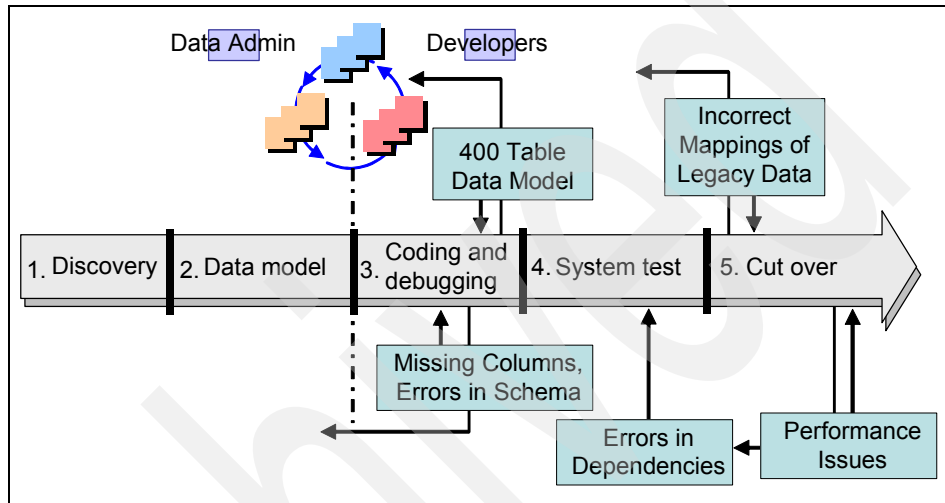 Data Admin
Developers
400 Table
Data Model
Incorrect
Mappings of
Legacy Data
1. Discovery
2. Data model
3. Coding and
debugging
4. System test
5. Cut over
Missing Columns,
Errors in Schema
Errors in
Dependencies
Performance
Issues
hived